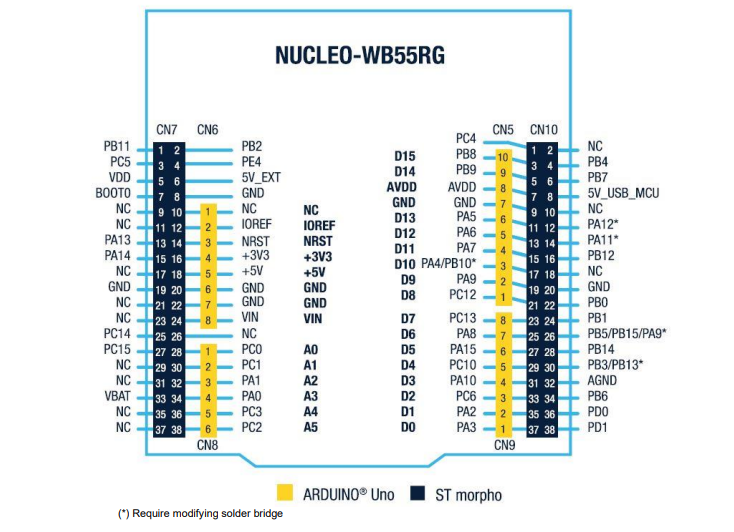 NUCLEO-WB55RG
CN7 CN6 CN5 CN10
PC4
PB11 1 2 PB2 D15 PB8 10 1 2 NC
PC5 3 4 PE4 D14 PB9 9 3 4 PB4
VDD 5 6 5V_EXT AVDD AVDD 8 5 6 PB7
BOOT0 7 8 GND GND GND 7 7 8 5V_USB_MCU
NC 9 10 1 NC NC D13 PA5 6 9 10 NC
NC 11 12 2 IOREF IOREF D12 PA6 5 11 12 PA12*
PA13 13 14 3 NRST NRST D11 PA7 4 13 14 PA11*
PA14 15 16 4 +3V3 +3V3 D10 PA4/PB10* 3 15 16 PB12
NC 17 18 5 +5V +5V D9 PA9 2 17 18 NC
GND 19 20 6 GND GND D8 PC12 1 19 20 GND
NC 21 22 7 GND GND 21 22 PB0
NC 23 24 8 VIN VIN D7 PC13 8 23 24 PB1
PC14 25 26 NC D6 PA8 7 25 26 PB5/PB15/PA9*
PC15 27 28 1 PC0 A0 D5 PA15 6 27 28 PB14
NC 29 30 2 PC1 A1 D4 PC10 5 29 30 PB3/PB13*
NC 31 32 3 PA1 A2 D3 PA10 4 31 32 AGND
VBAT 33 34 4 PA0 A3 D2 PC6 3 33 34 PB6
NC 35 36 5 PC3 A4 D1 PA2 2 35 36 PD0
NC 37 38 6 PC2 A5 D0 PA3 1 37 38 PD1
CN8 CN9
ARDUINO® Uno ST morpho
(*) Require modifying solder bridge